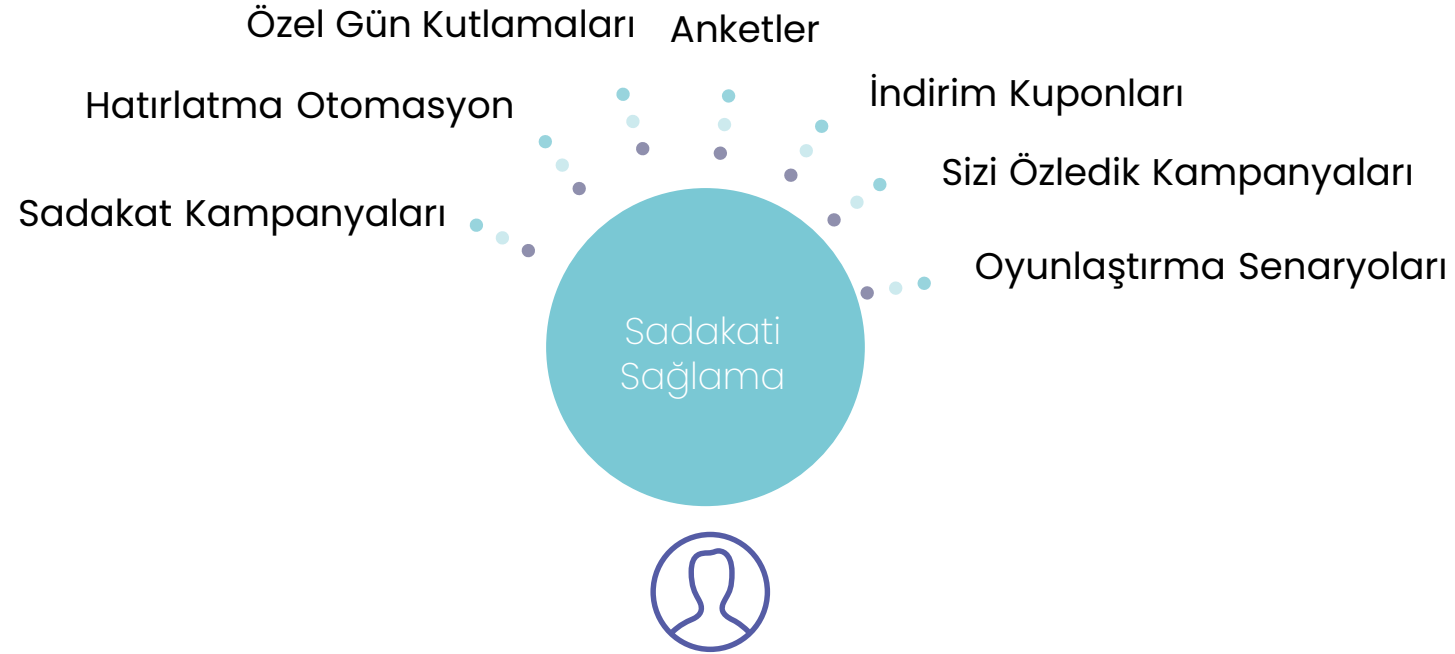 Özel Gün Kutlamaları
Anketler
Hatırlatma Otomasyon
İndirim Kuponları
Sizi Özledik Kampanyaları
Sadakat Kampanyaları
Oyunlaştırma Senaryoları
Sadakati
Sağlama